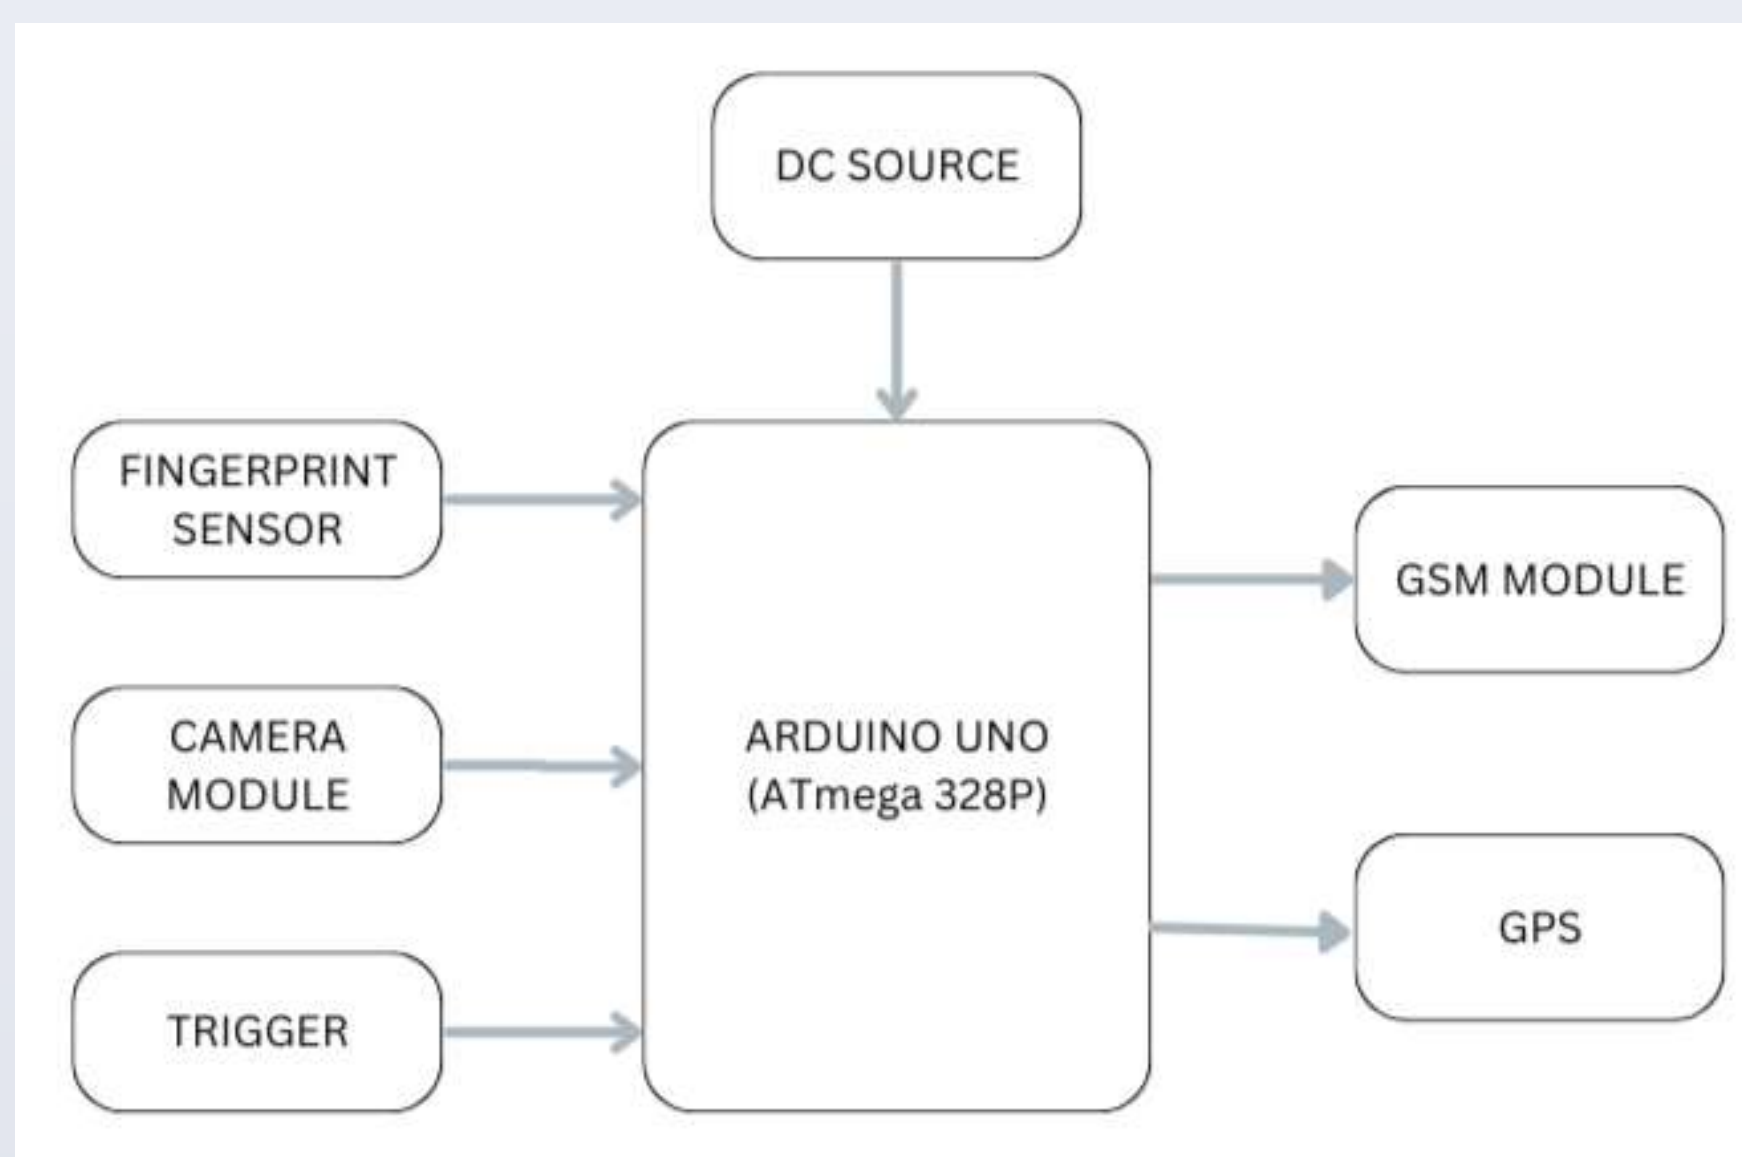 DC SOURCE
FINGERPRINT
SENSOR
CAMERA
MODULE
TRIGGER
ARDUINO UNO
(ATmega 328P)
GSM MODULE
GPS